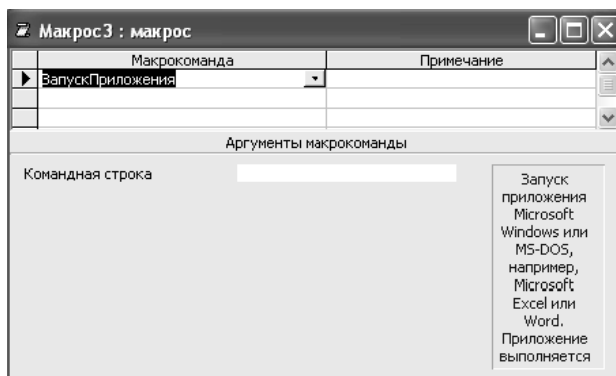 Макрос3 : макрос
Макрокоманда Примечание
ЗапускПриложения
Аргументы макрокоманды
Командная строка
Запуск
приложения
Microsoft
Windows или
MS-DOS,
например,
Microsoft
Excel или
Word.
Приложение
выполняется